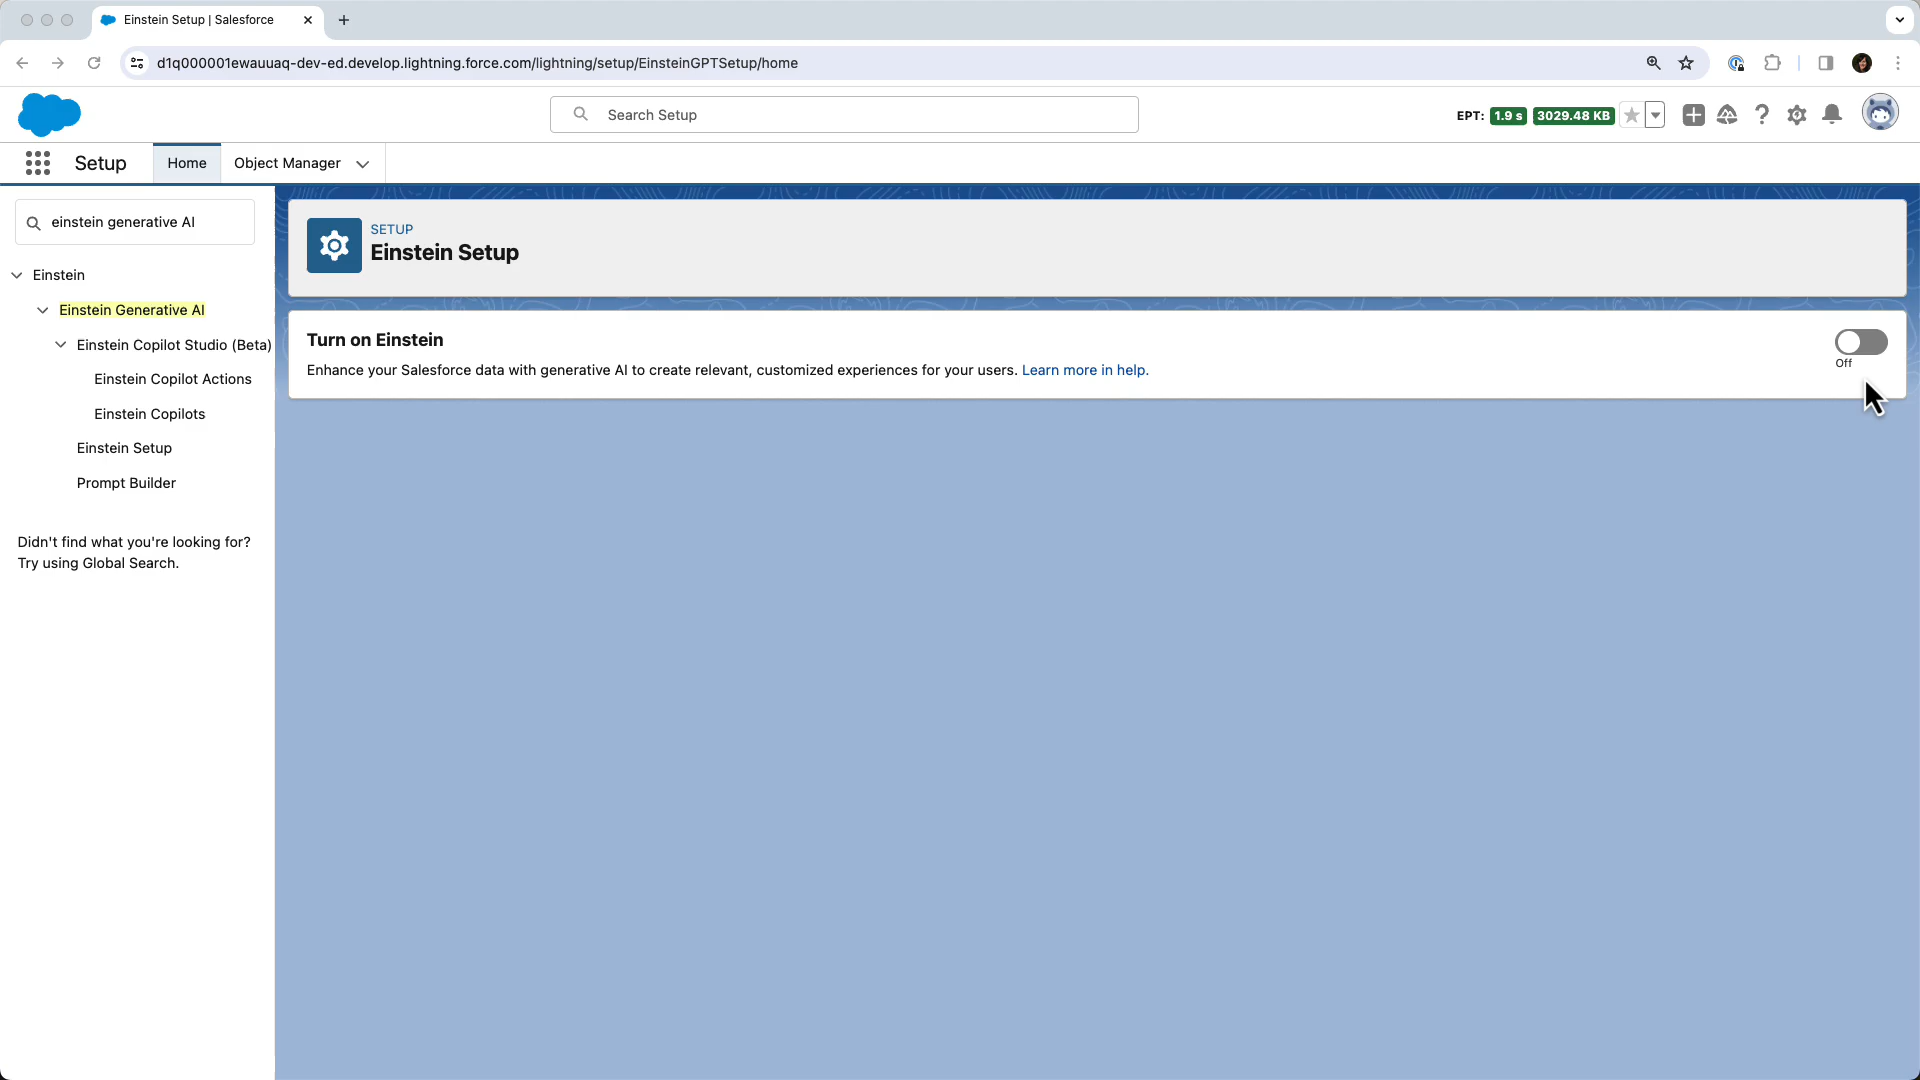 Einstein Setup | Salesforce
d1q000001ewauuaq-dev-ed.develop.lightning.force.com/lightning/setup/EinsteinGPTSetup/home
Search Setup
EPT: 1.9 s 3029.48 KB
Setup Home Object Manager
einstein generative AI
Einstein
Einstein Generative AI
Einstein Copilot Studio (Beta)
Einstein Copilot Actions
Einstein Copilots
Einstein Setup
Prompt Builder
Didn't find what you're looking for?
Try using Global Search.
SETUP
Einstein Setup
Turn on Einstein
Enhance your Salesforce data with generative AI to create relevant, customized experiences for your users. Learn more in help.
Off